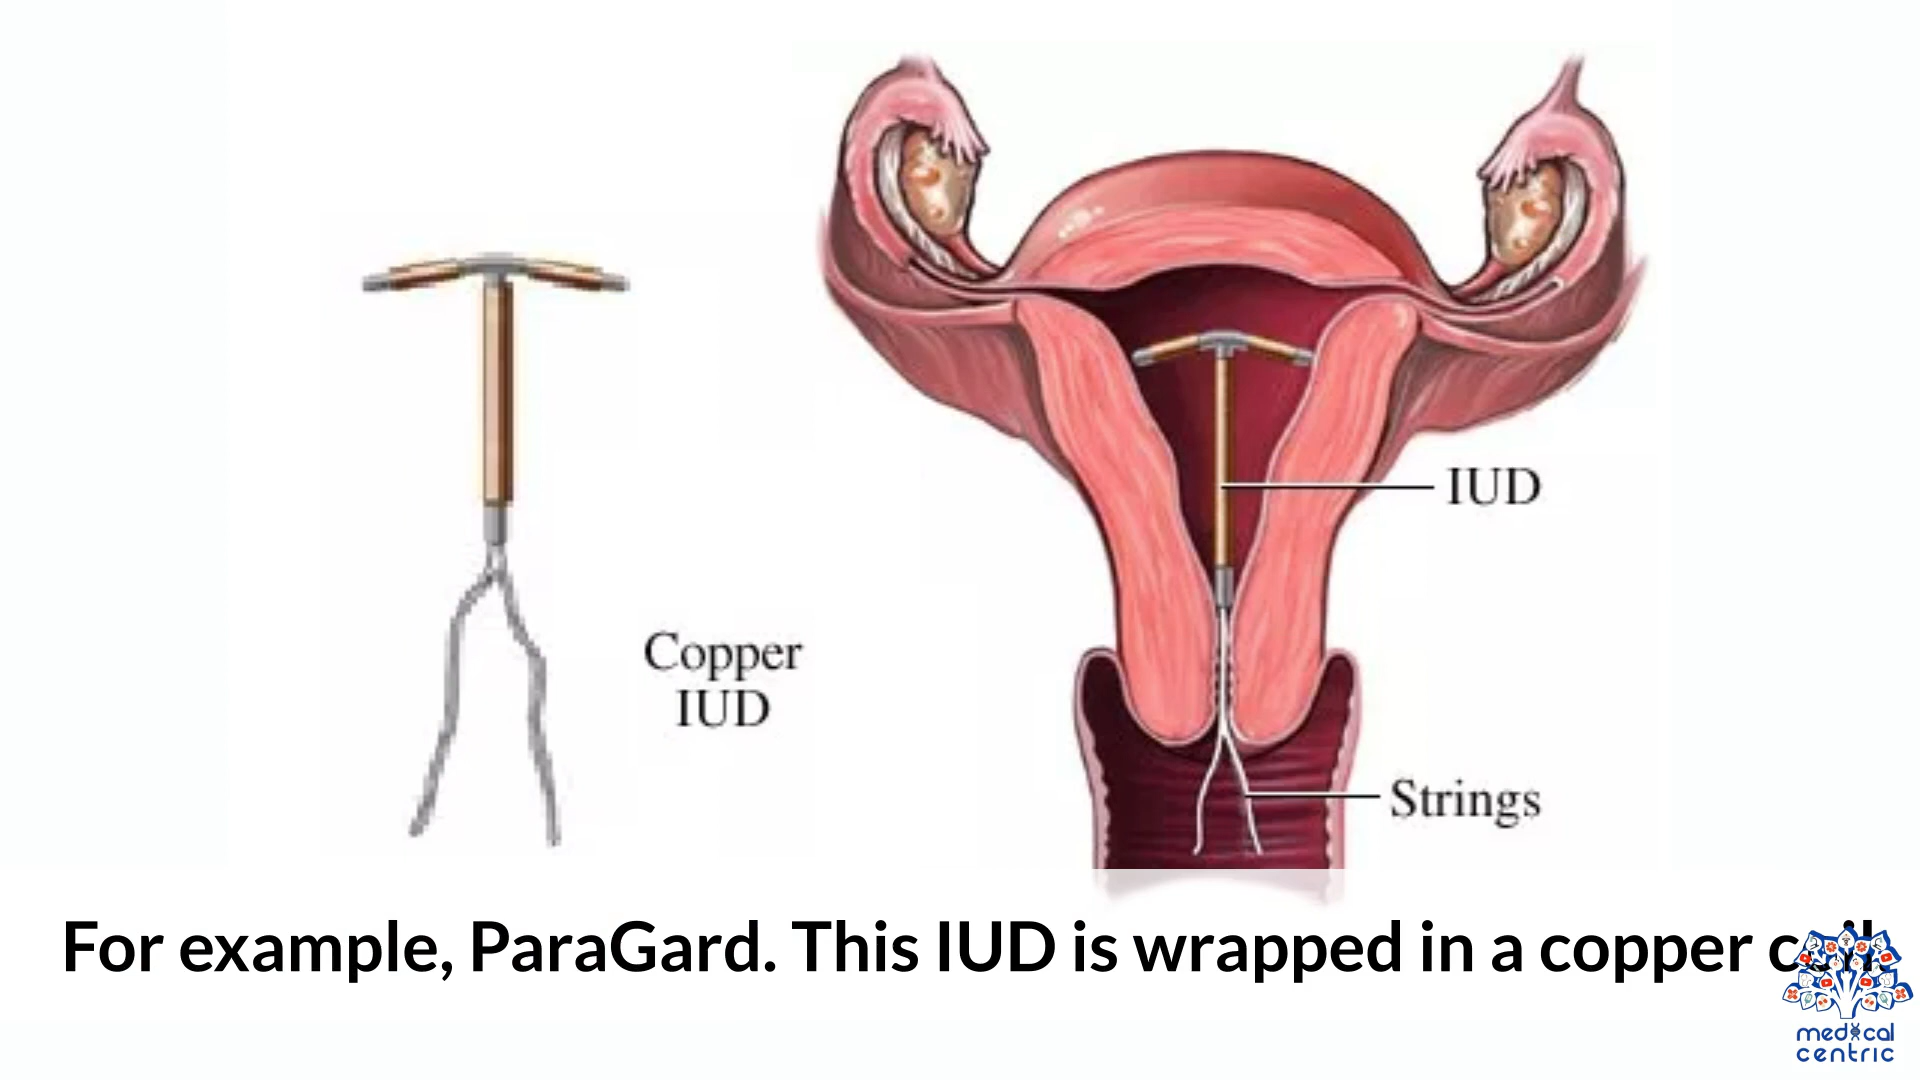 Copper
IUD
IUD
Strings
For example, ParaGard. This IUD is wrapped in a copper
medical
centric